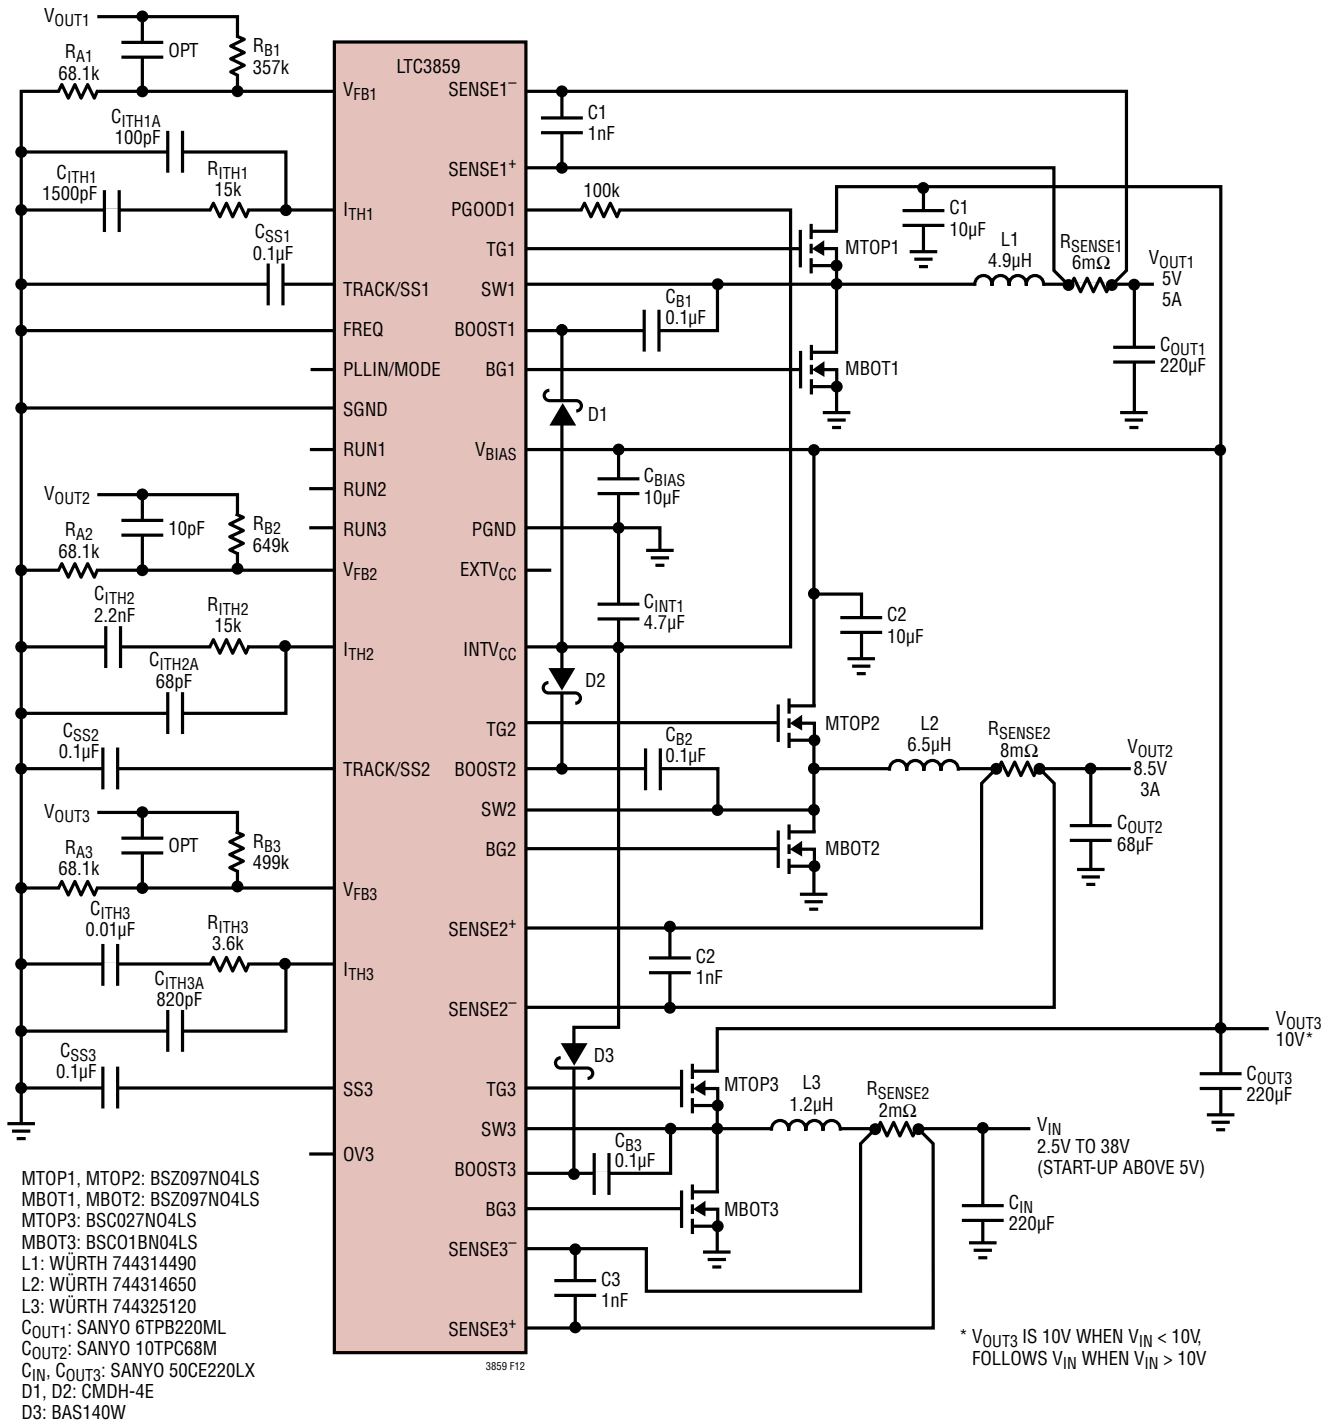 VOUT1
RA1
68.1k
OPT
RB1
357k
VFB1
CITH1A
100pF
CITH1
1500pF
RITH1
15k
ITH1
CSS1
0.1µF
TRACK/SS1
FREQ
PLLIN/MODE
SGND
RUN1
RUN2
RUN3
VOUT2
RA2
68.1k
10pF
RB2
649k
VFB2
CITH2
2.2nF
RITH2
15k
ITH2
CITH2A
68pF
CSS2
0.1µF
TRACK/SS2
VOUT3
RA3
68.1k
OPT
RB3
499k
VFB3
CITH3
0.01µF
RITH3
3.6k
ITH3
CITH3A
820pF
CSS3
0.1µF
SS3
OV3
LTC3859
SENSE1–
C1
1nF
SENSE1+
PGOOD1
100k
TG1
MTOP1
C1
10µF
SW1
L1
4.9µH
RSENSE1
6mΩ
VOUT1
5V
5A
COUT1
220µF
CB1
0.1µF
BOOST1
BG1
MBOT1
D1
VBIAS
CBIAS
10µF
PGND
EXTVCC
CINT1
4.7µF
INTVCC
C2
10µF
D2
TG2
MTOP2
L2
6.5µH
RSENSE2
8mΩ
VOUT2
8.5V
3A
COUT2
68µF
CB2
0.1µF
BOOST2
SW2
BG2
MBOT2
SENSE2+
C2
1nF
SENSE2–
D3
VOUT3
10V*
COUT3
220µF
TG3
MTOP3
L3
1.2µH
RSENSE2
2mΩ
VIN
2.5V TO 38V
(START-UP ABOVE 5V)
CIN
220µF
SW3
CB3
0.1µF
BOOST3
BG3
MBOT3
SENSE3–
C3
1nF
SENSE3+
3859 F12
MTOP1, MTOP2: BSZ097NO4LS
MBOT1, MBOT2: BSZ097NO4LS
MTOP3: BSC027NO4LS
MBOT3: BSCO1BN04LS
L1: WÜRTH 744314490
L2: WÜRTH 744314650
L3: WÜRTH 744325120
COUT1: SANYO 6TPB220ML
COUT2: SANYO 10TPC68M
CIN, COUT3: SANYO 50CE220LX
D1, D2: CMDH-4E
D3: BAS140W
* VOUT3 IS 10V WHEN VIN < 10V,
FOLLOWS VIN WHEN VIN > 10V